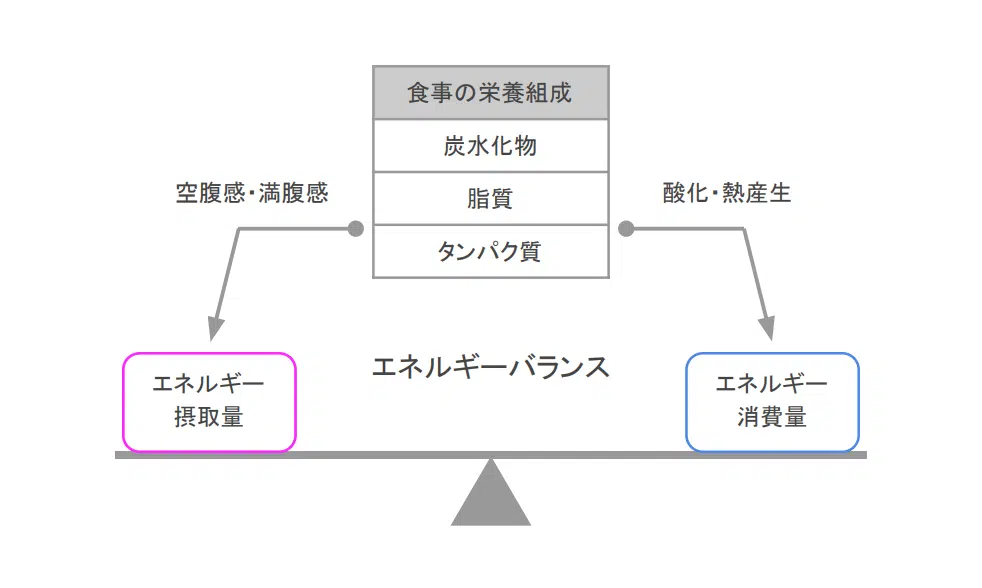 食事の栄養組成
炭水化物
脂質
タンパク質
空腹感・満腹感
酸化・熱産生
エネルギーバランス
エネルギー
摂取量
エネルギー
消費量